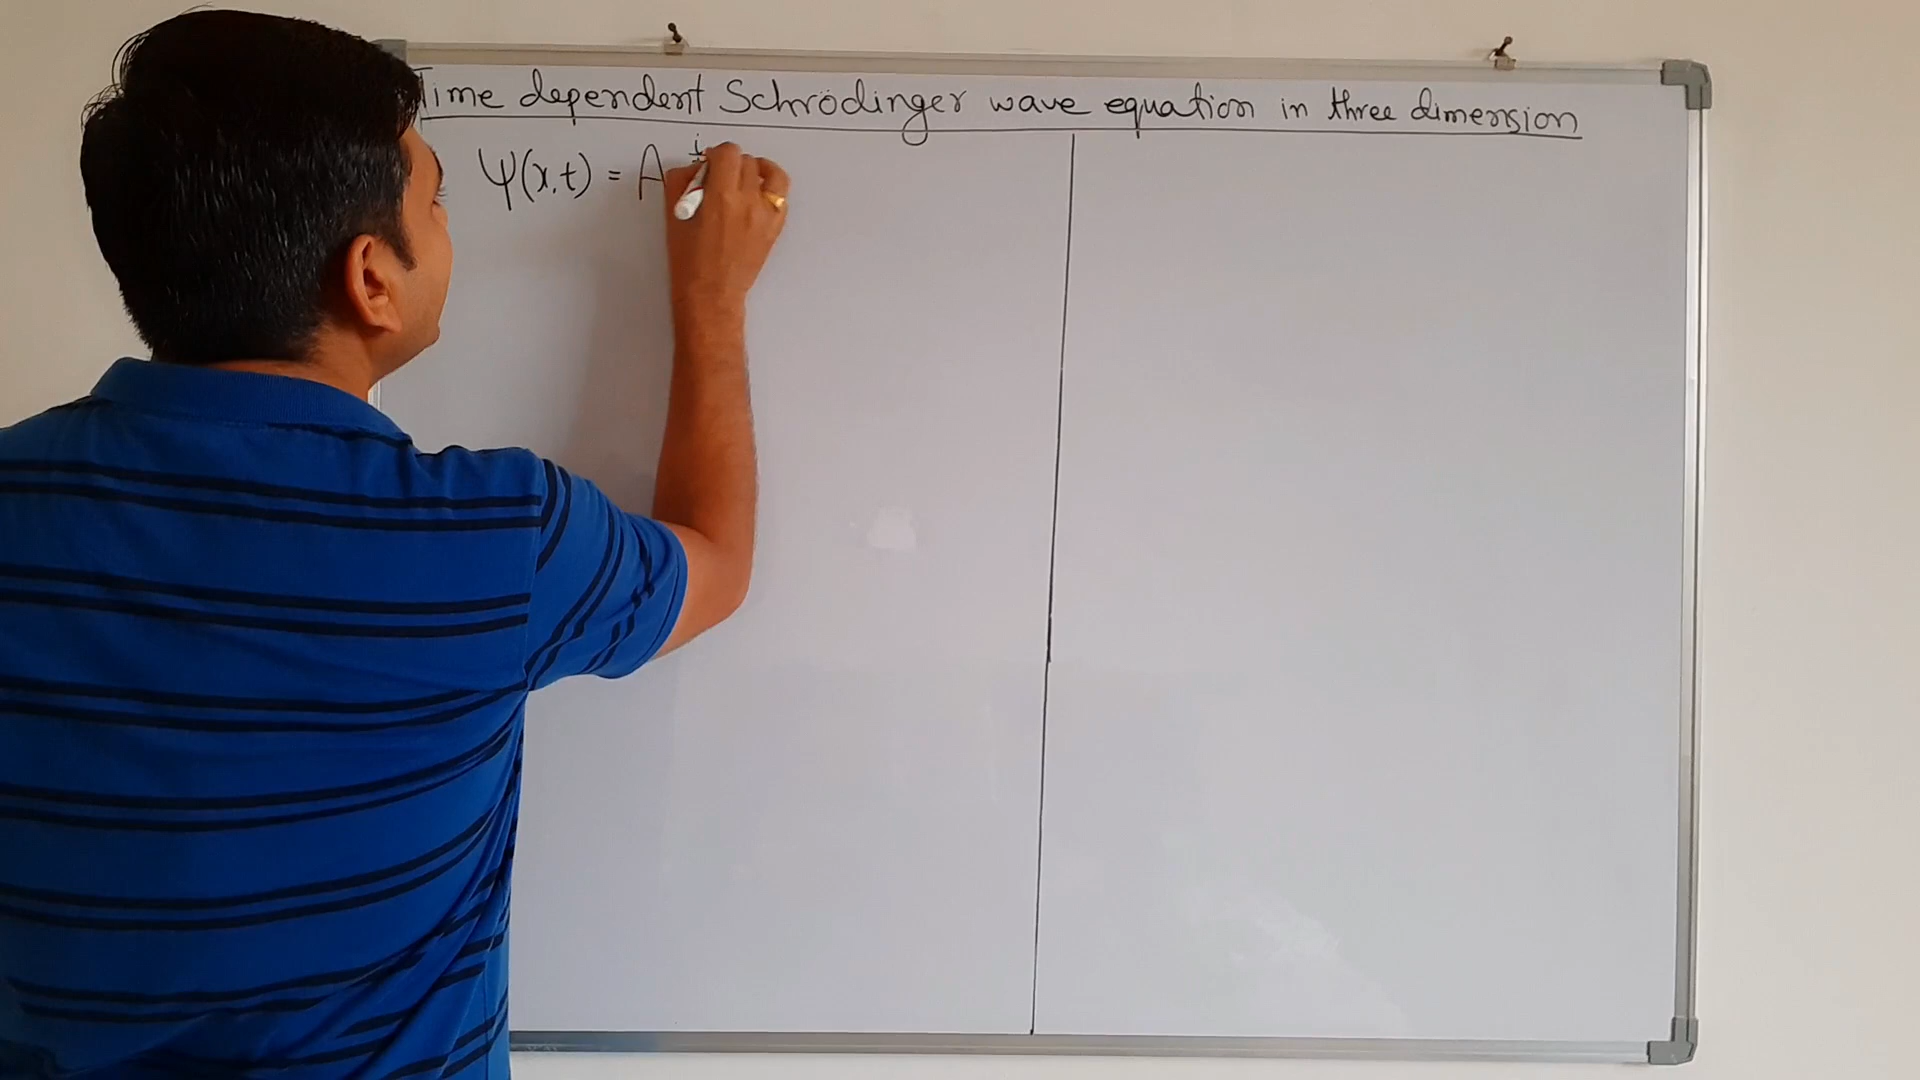 Time dependent Schrödinger wave equation in three dimension
Ψ(x,t) = A i